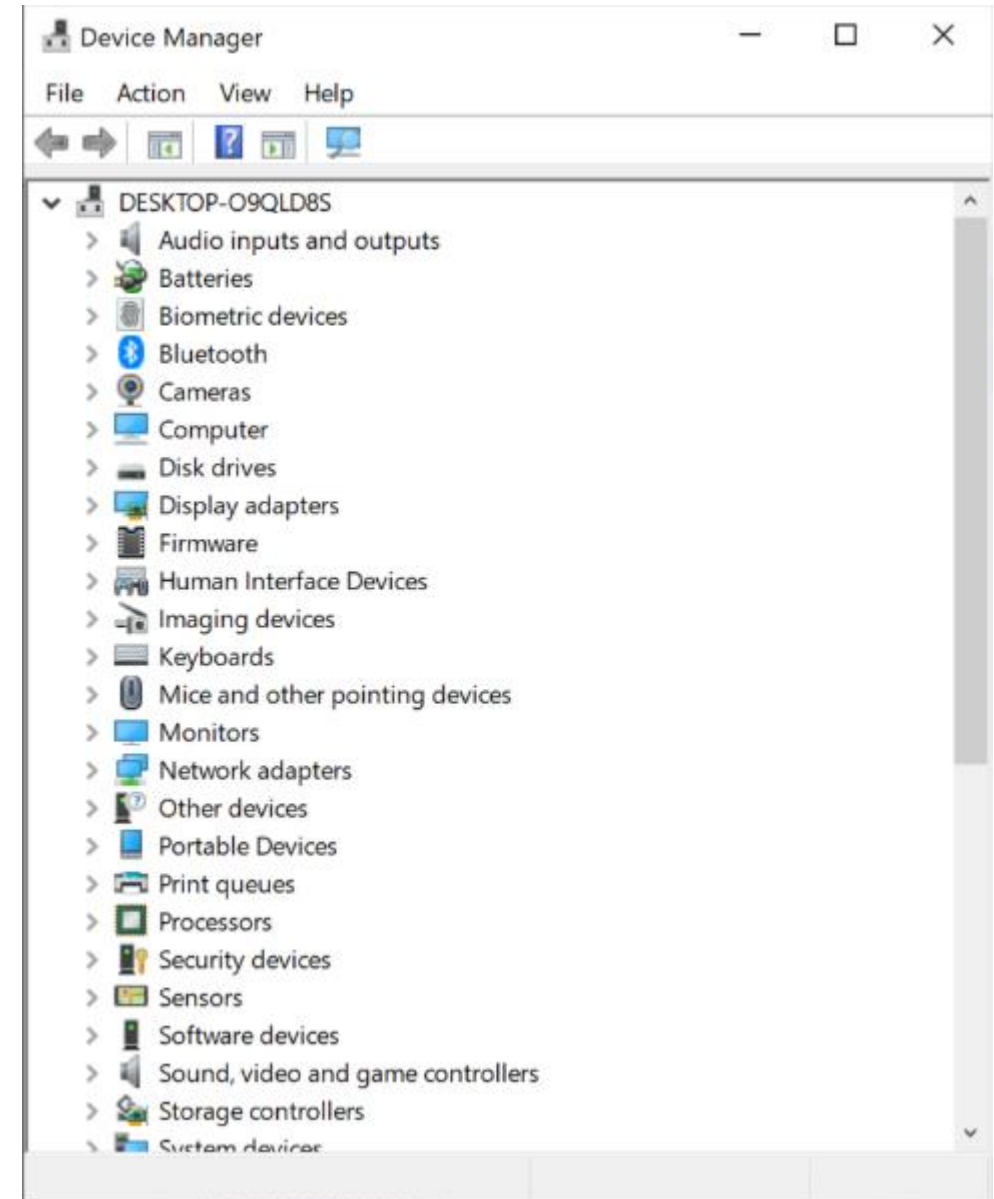 Device Manager
File Action View Help
DESKTOP-O9QLD8S
Audio inputs and outputs
Batteries
Biometric devices
Bluetooth
Cameras
Computer
Disk drives
Display adapters
Firmware
Human Interface Devices
Imaging devices
Keyboards
Mice and other pointing devices
Monitors
Network adapters
Other devices
Portable Devices
Print queues
Processors
Security devices
Sensors
Software devices
Sound, video and game controllers
Storage controllers
System devices